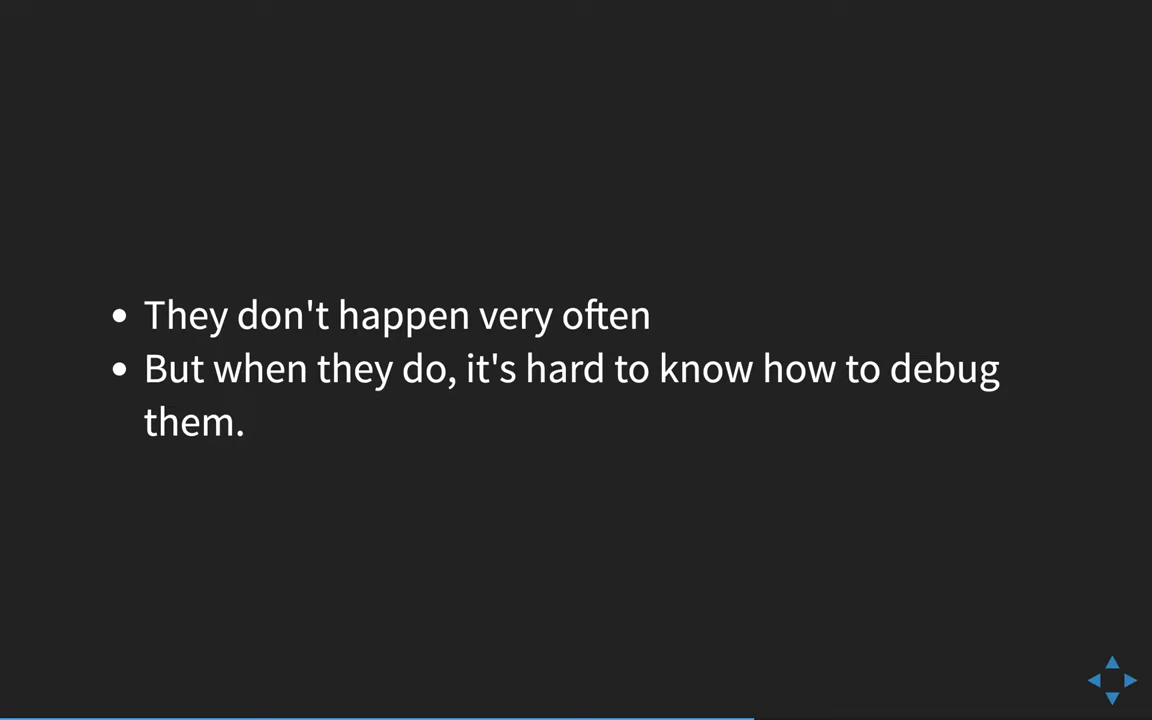 • They don't happen very often
• But when they do, it's hard to know how to debug
them.